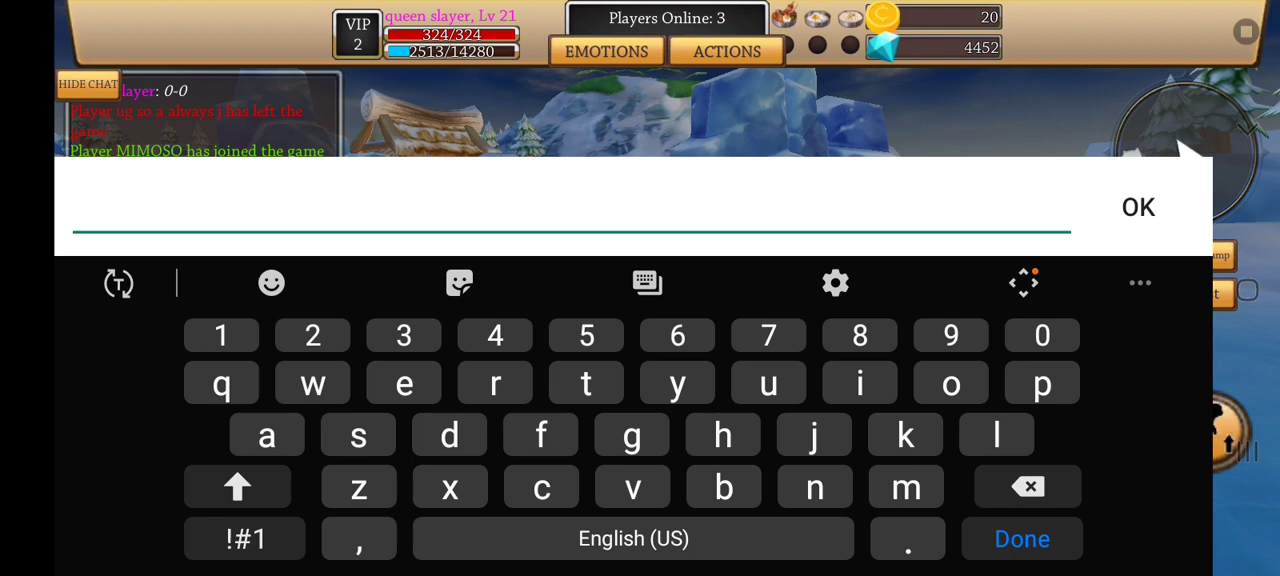 queen slayer, Lv 21
VIP
2
324/324
2513/14280
Players Online: 3
EMOTIONS
ACTIONS
20
4452
HIDE CHAT
layer: 0-0
Player ug so a always j has left the
game
Player MIMOSO has joined the game
OK
1 2 3 4 5 6 7 8 9 0
q w e r t y u i o p
a s d f g h j k l
z x c v b n m
!#1 , English (US) . Done